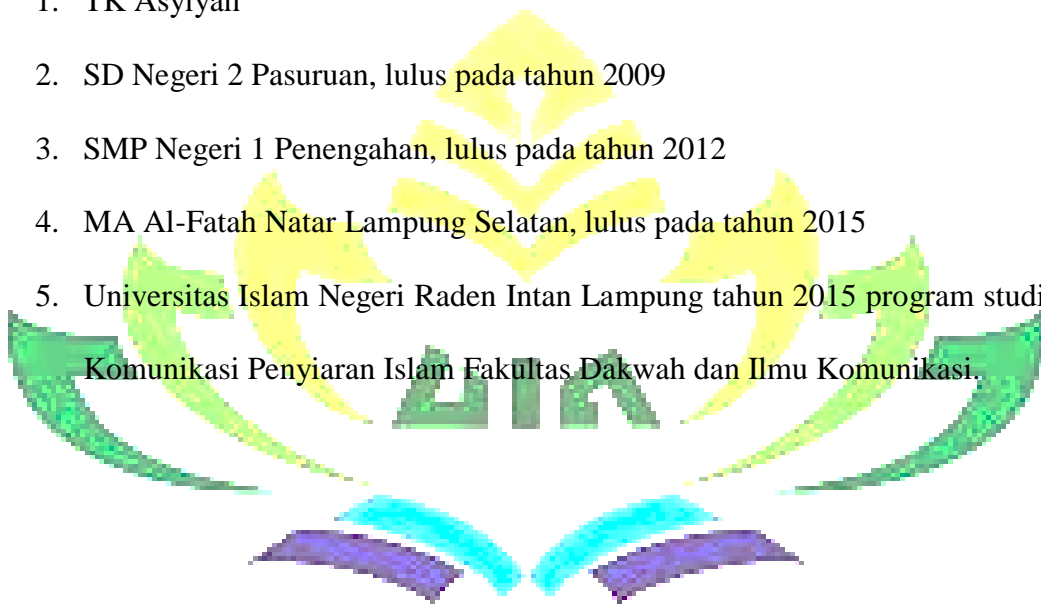 1. TK
2. SD Negeri 2 Pasuruan, lulus pada tahun 2009
3. SMP Negeri 1 Penengahan, lulus pada tahun 2012
4. MA Al-Fatah Natar Lampung Selatan, lulus pada tahun 2015
5. Universitas Islam Negeri Raden Intan Lampung tahun 2015 program studi
Komunikasi Penyiaran Islam Fakultas Dakwah dan Ilmu Komunikasi.